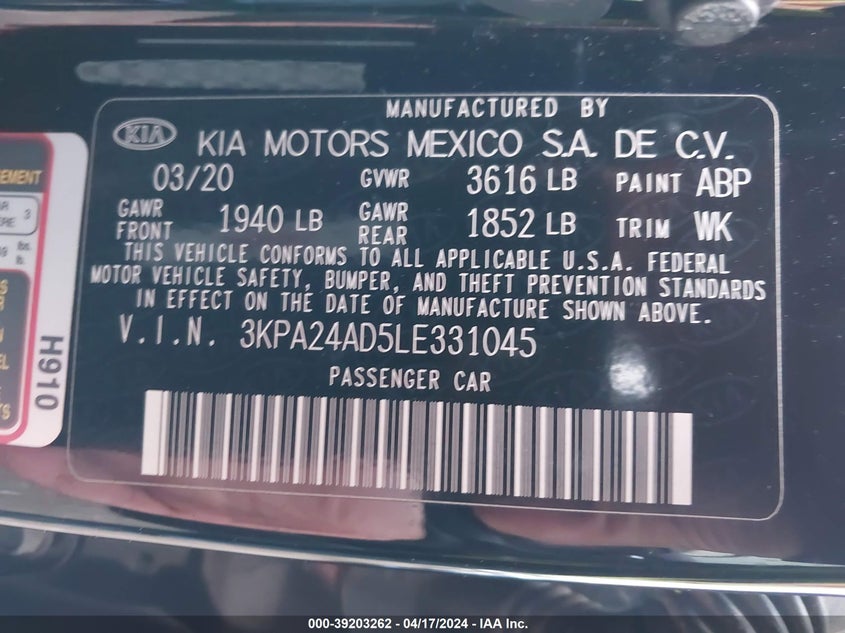 MANUFACTURED BY
KIA KIA MOTORS MEXICO S.A. DE C.V.
03/20 GVWR 3616 LB PAINT ABP
GAWR FRONT 1940 LB GAWR REAR 1852 LB TRIM WK
THIS VEHICLE CONFORMS TO ALL APPLICABLE U.S.A. FEDERAL
MOTOR VEHICLE SAFETY, BUMPER, AND THEFT PREVENTION STANDARDS
IN EFFECT ON THE DATE OF MANUFACTURE SHOWN ABOVE.
V.I.N. 3KPA24AD5LE331045
PASSENGER CAR
3
lbs.
H910
000-39203262 - 04/17/2024 - IAA Inc.